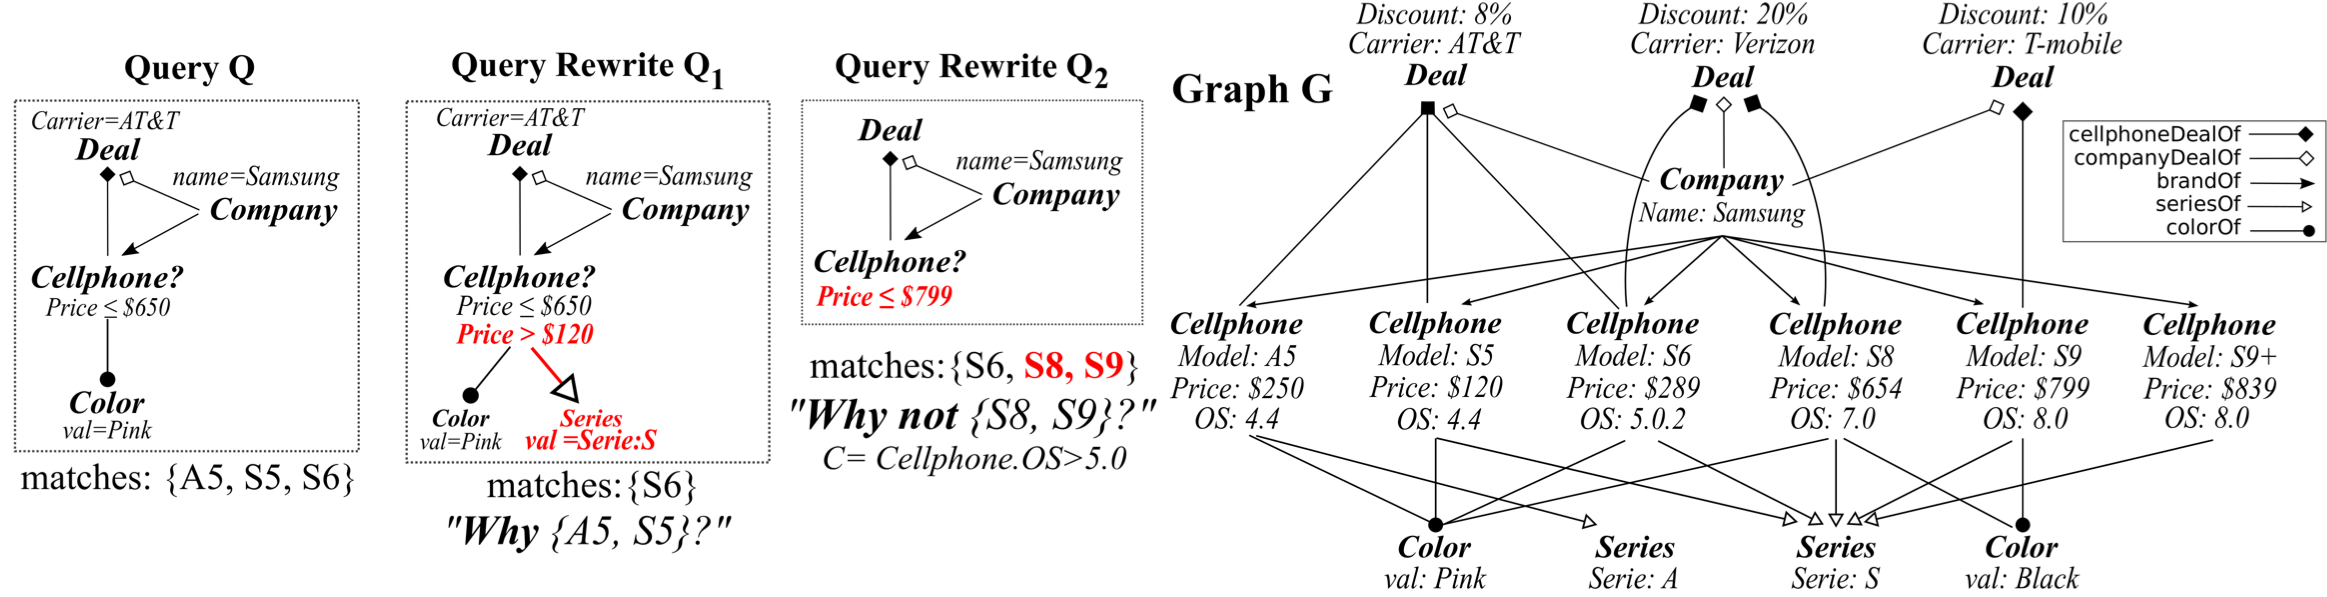 Query Q
Carrier=AT&T
Deal
name=Samsung
Company
Cellphone?
Price ≤ $650
Color
val=Pink
matches: {A5, S5, S6}
Query Rewrite Q1
Carrier=AT&T
Deal
name=Samsung
Company
Cellphone?
Price ≤ $650
Price > $120
Color
val=Pink
Series
val =Serie:S
matches:{S6}
"Why {A5, S5}?"
Query Rewrite Q2
Deal
name=Samsung
Company
Cellphone?
Price ≤ $799
matches:{S6, S8, S9}
"Why not {S8, S9}?"
C= Cellphone.OS>5.0
Graph G
Discount: 8%
Carrier: AT&T
Deal
Discount: 20%
Carrier: Verizon
Deal
Discount: 10%
Carrier: T-mobile
Deal
cellphoneDealOf
companyDealOf
brandOf
seriesOf
colorOf
Company
Name: Samsung
Cellphone
Model: A5
Price: $250
OS: 4.4
Cellphone
Model: S5
Price: $120
OS: 4.4
Cellphone
Model: S6
Price: $289
OS: 5.0.2
Cellphone
Model: S8
Price: $654
OS: 7.0
Cellphone
Model: S9
Price: $799
OS: 8.0
Cellphone
Model: S9+
Price: $839
OS: 8.0
Color
val: Pink
Series
Serie: A
Series
Serie: S
Color
val: Black